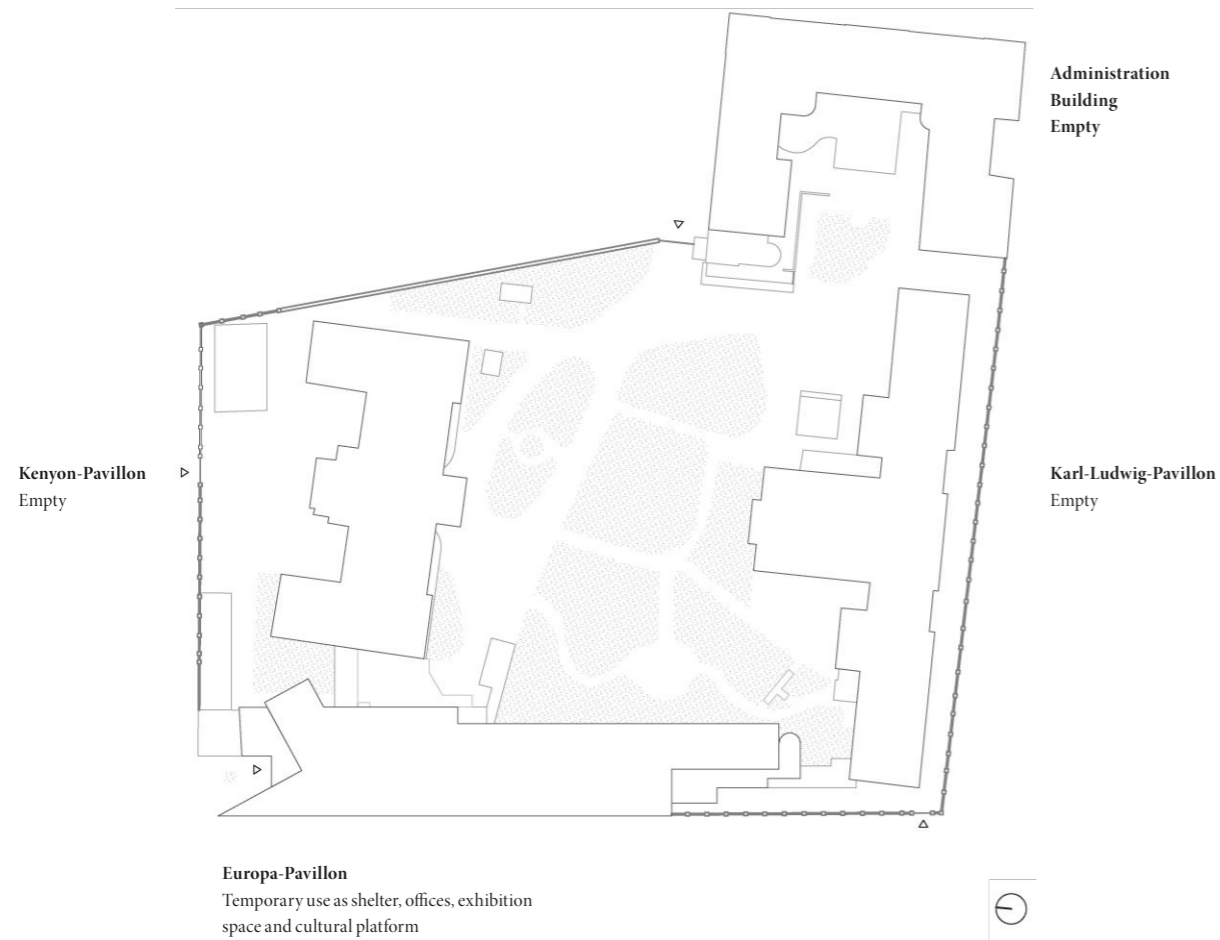 Administration
Building
Empty
Kenyon-Pavillon
Empty
Karl-Ludwig-Pavillon
Empty
Europa-Pavillon
Temporary use as shelter, offices, exhibition
space and cultural platform